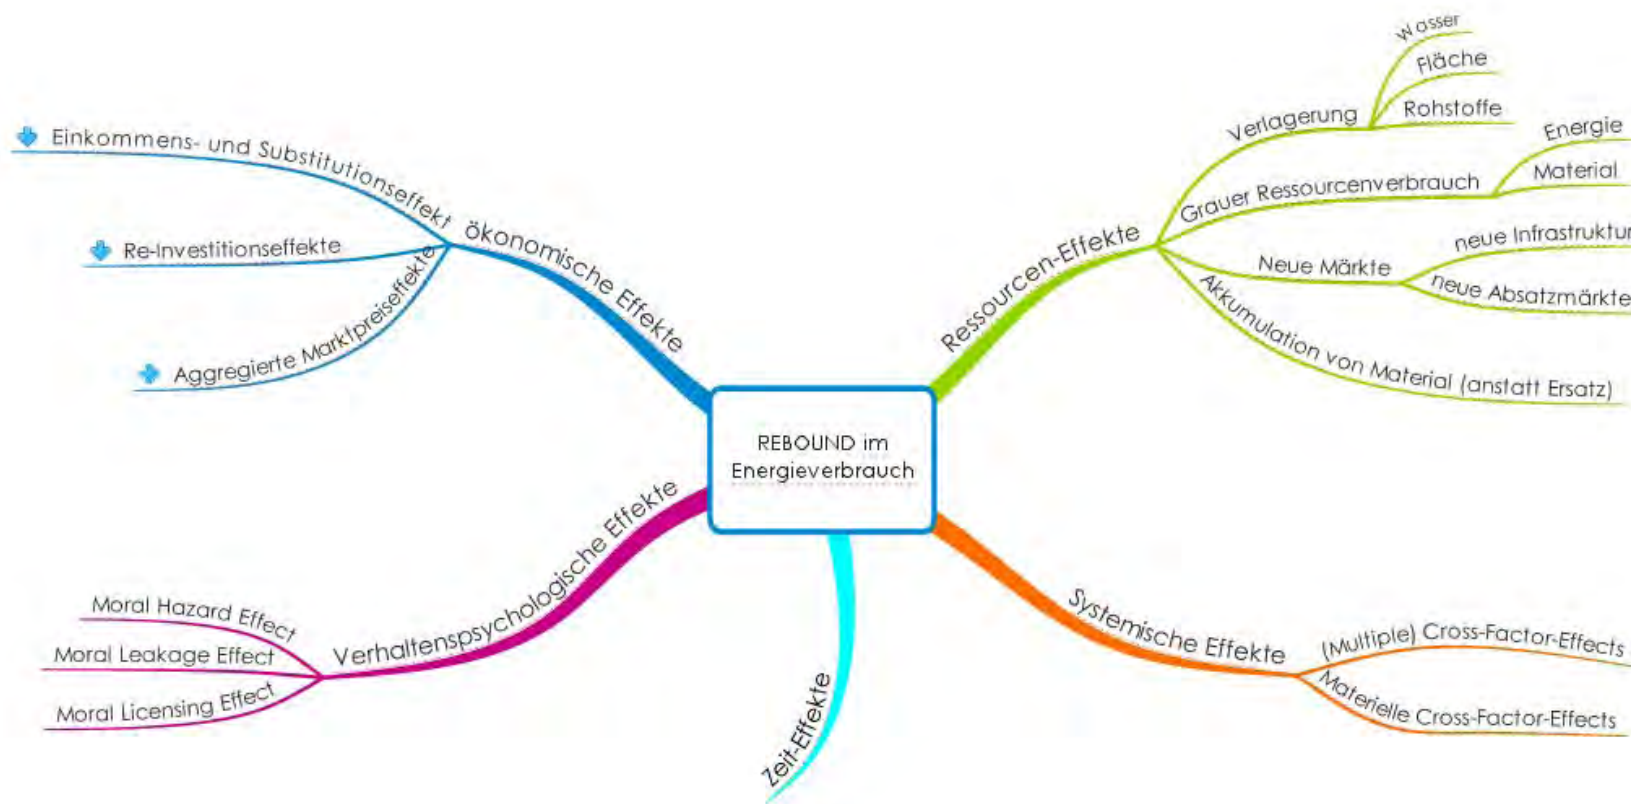 REBOUND im
Energieverbrauch
ökonomische Effekte
Einkommens- und Substitutionseffekt
Re-Investitionseffekte
Aggregierte Marktpreiseffekte
Verhaltenspsychologische Effekte
Moral Hazard Effect
Moral Leakage Effect
Moral Licensing Effect
Zeit-Effekte
Ressourcen-Effekte
Verlagerung
Wasser
Fläche
Rohstoffe
Grauer Ressourcenverbrauch
Energie
Material
Neue Märkte
neue Infrastruktur
neue Absatzmärkte
Akkumulation von Material (anstatt Ersatz)
Systemische Effekte
(Multiple) Cross-Factor-Effects
Materielle Cross-Factor-Effects